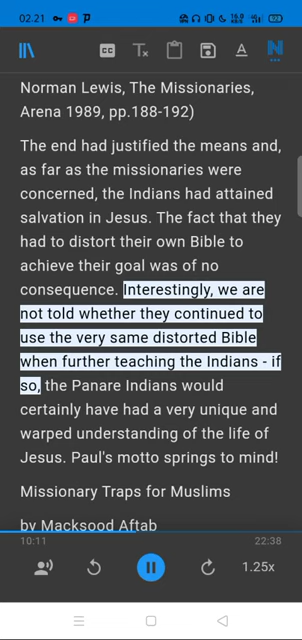 02.21
CC
Norman Lewis, The Missionaries,
Arena 1989, pp.188-192)
The end had justified the means and,
as far as the missionaries were
concerned, the Indians had attained
salvation in Jesus. The fact that they
had to distort their own Bible to
achieve their goal was of no
consequence. Interestingly, we are
not told whether they continued to
use the very same distorted Bible
when further teaching the Indians - if
so, the Panare Indians would
certainly have had a very unique and
warped understanding of the life of
Jesus. Paul's motto springs to mind!
Missionary Traps for Muslims
by Macksood Aftab
10:11 22:38
1.25x